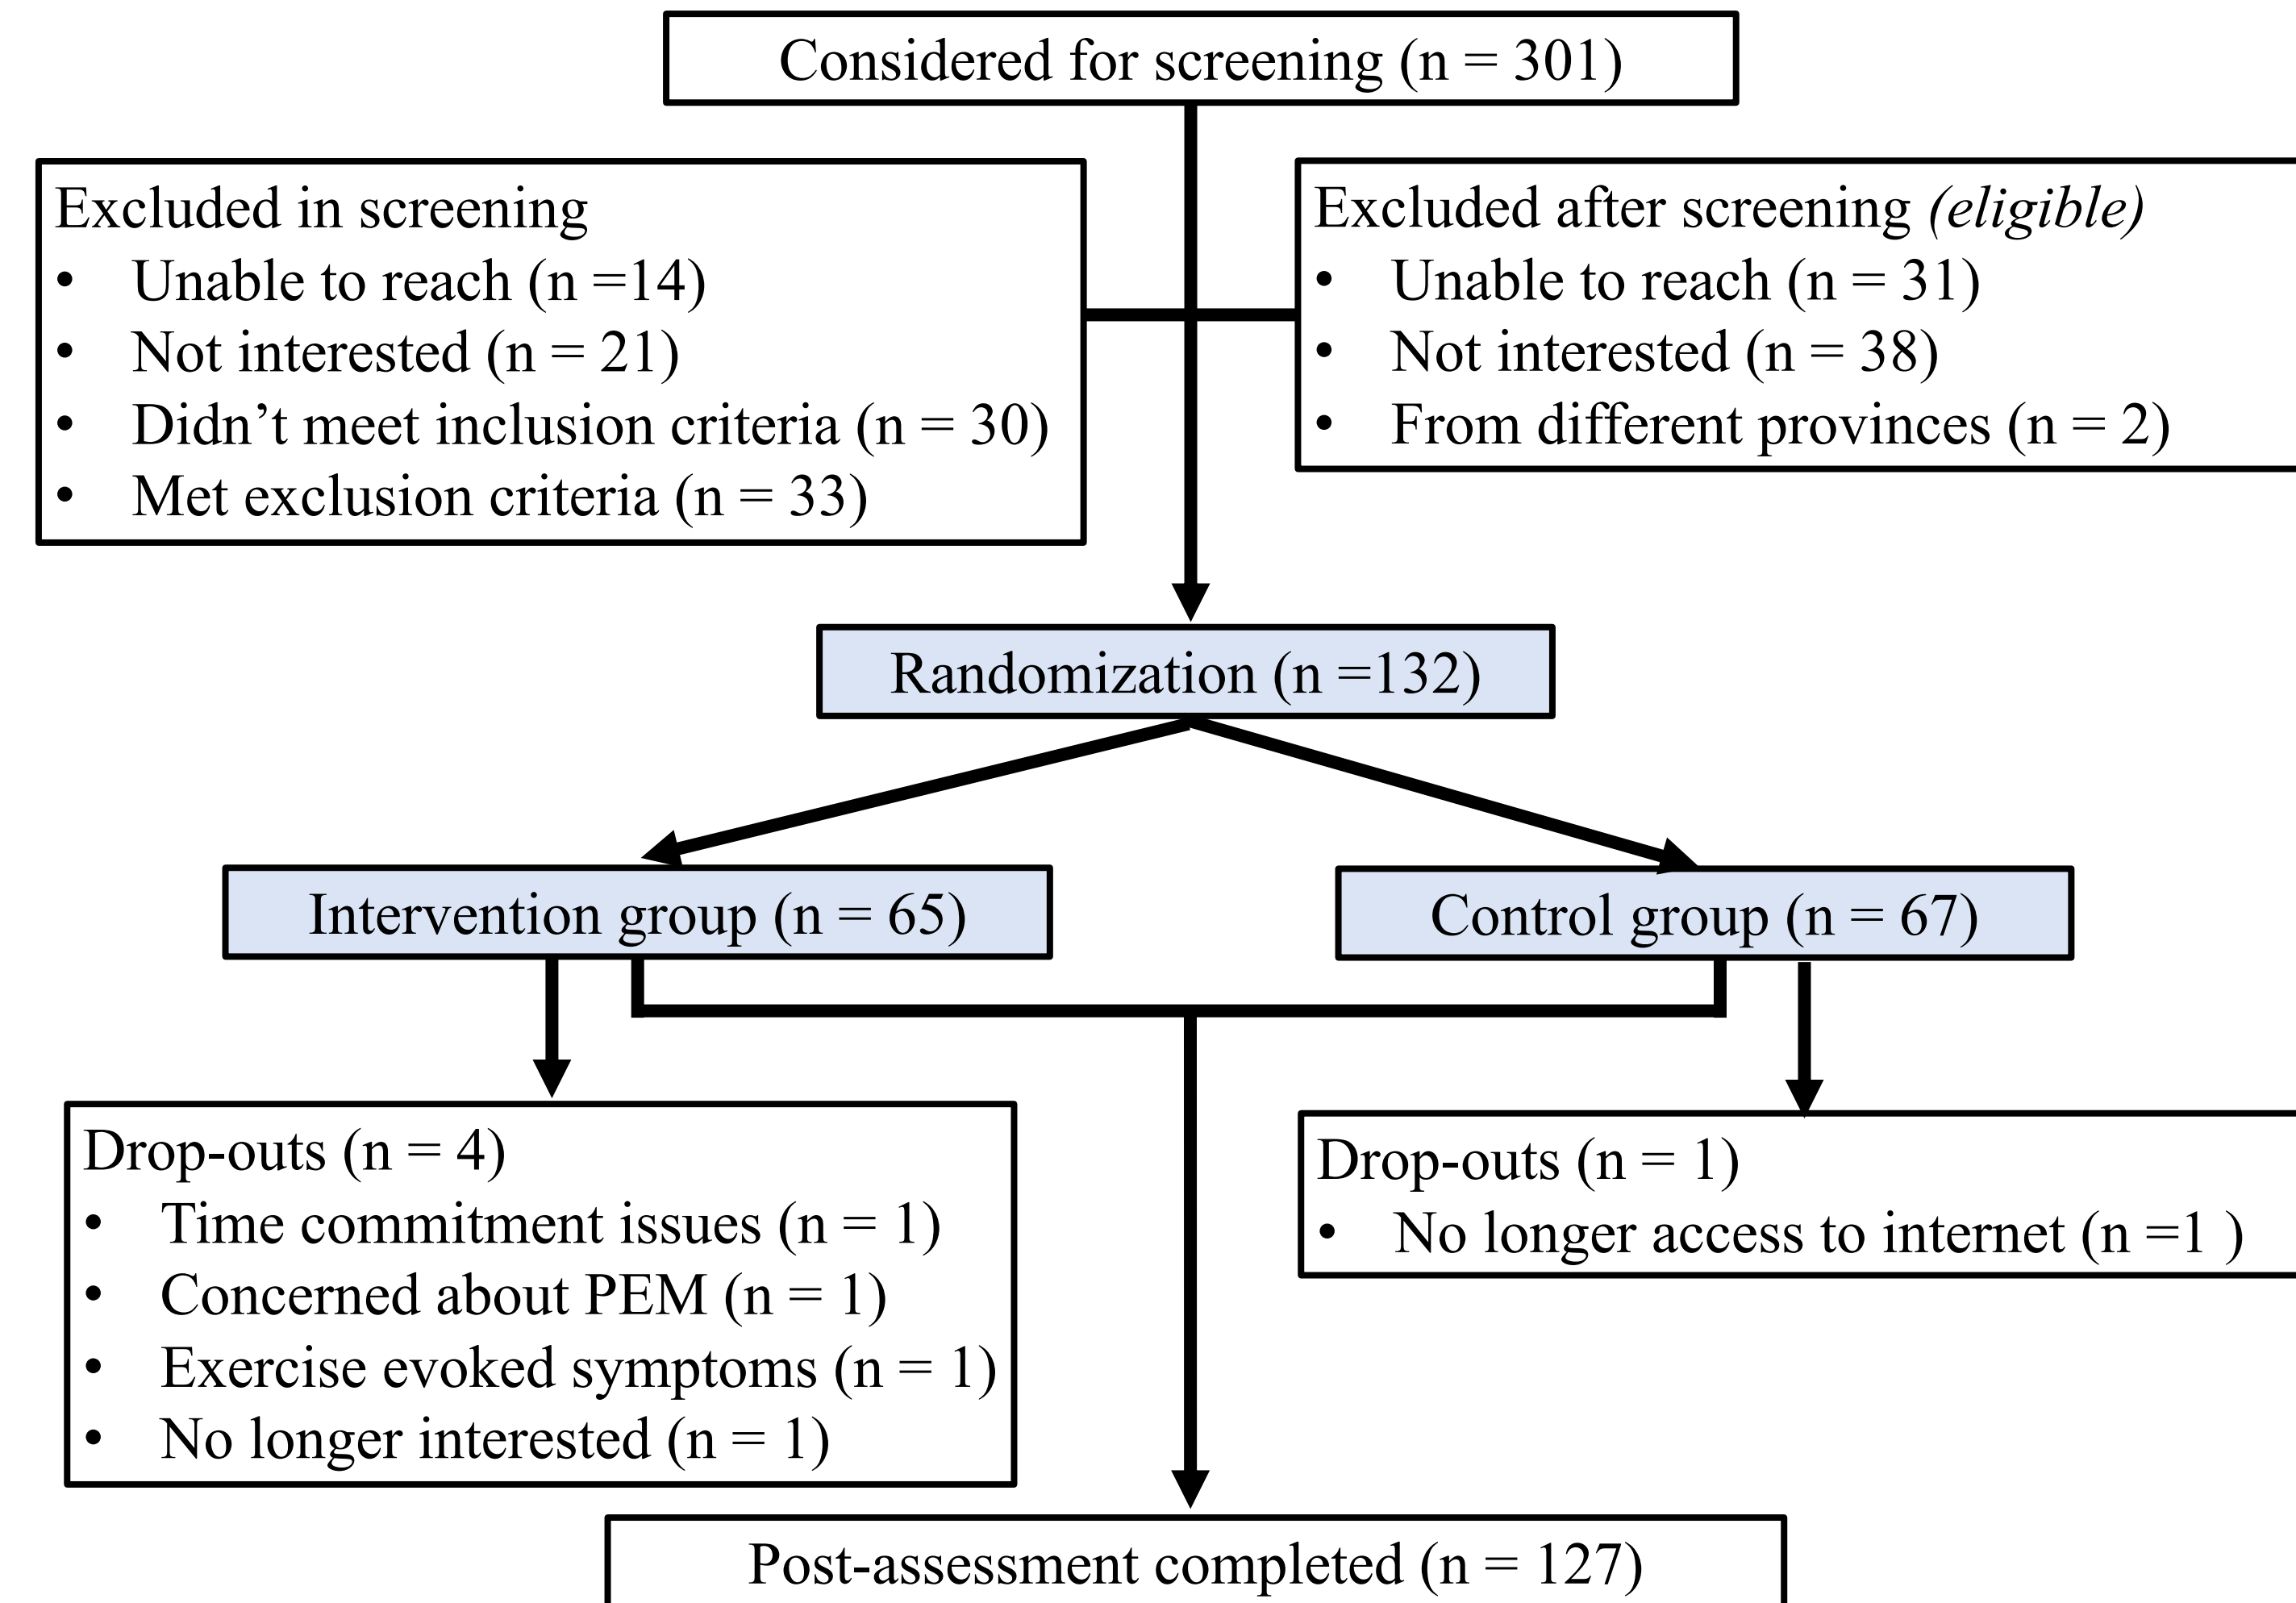 Considered for screening (n = 301)
Excluded in screening
• Unable to reach (n =14)
• Not interested (n = 21)
• Didn’t meet inclusion criteria (n = 30)
• Met exclusion criteria (n = 33)
Excluded after screening (eligible)
• Unable to reach (n = 31)
• Not interested (n = 38)
• From different provinces (n = 2)
Randomization (n =132)
Intervention group (n = 65)
Control group (n = 67)
Drop-outs (n = 4)
• Time commitment issues (n = 1)
• Concerned about PEM (n = 1)
• Exercise evoked symptoms (n = 1)
• No longer interested (n = 1)
Drop-outs (n = 1)
• No longer access to internet (n =1 )
Post-assessment completed (n = 127)